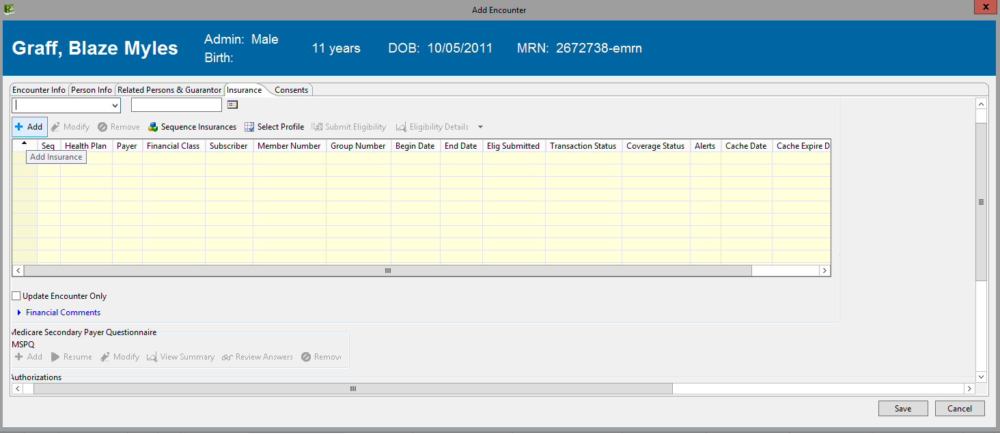 Add Encounter
X
Graff, Blaze Myles
Admin: Male
Birth:
11 years
DOB: 10/05/2011
MRN: 2672738-emrn
Encounter Info Person Info Related Persons & Guarantor Insurance Consents
Add Modify Remove Sequence Insurances Select Profile Submit Eligibility Eligibility Details
Seq Health Plan Payer Financial Class Subscriber Member Number Group Number Begin Date End Date Elig Submitted Transaction Status Coverage Status Alerts Cache Date Cache Expire D
Add Insurance
Update Encounter Only
Financial Comments
Medicare Secondary Payer Questionnaire
MSPQ
Add Resume Modify View Summary Review Answers Remov
Authorizations
Save Cancel